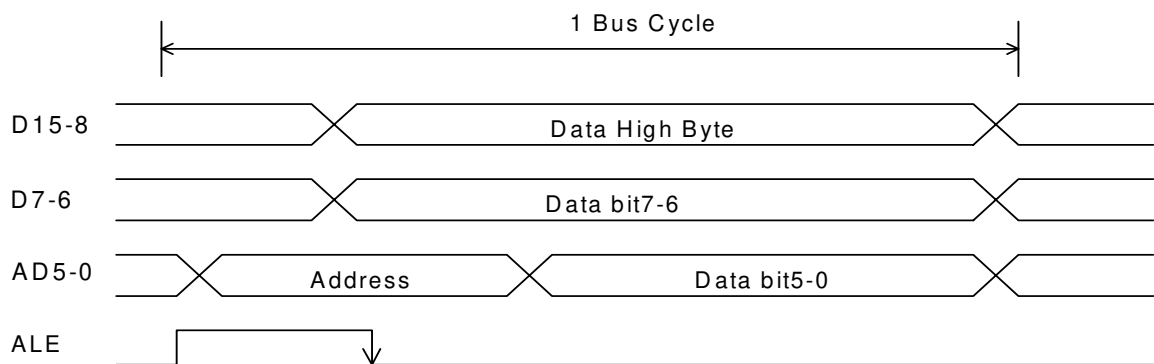 1 Bus Cycle
D15-8 Data High Byte
D7-6 Data bit7-6
AD5-0 Address Data bit5-0
ALE